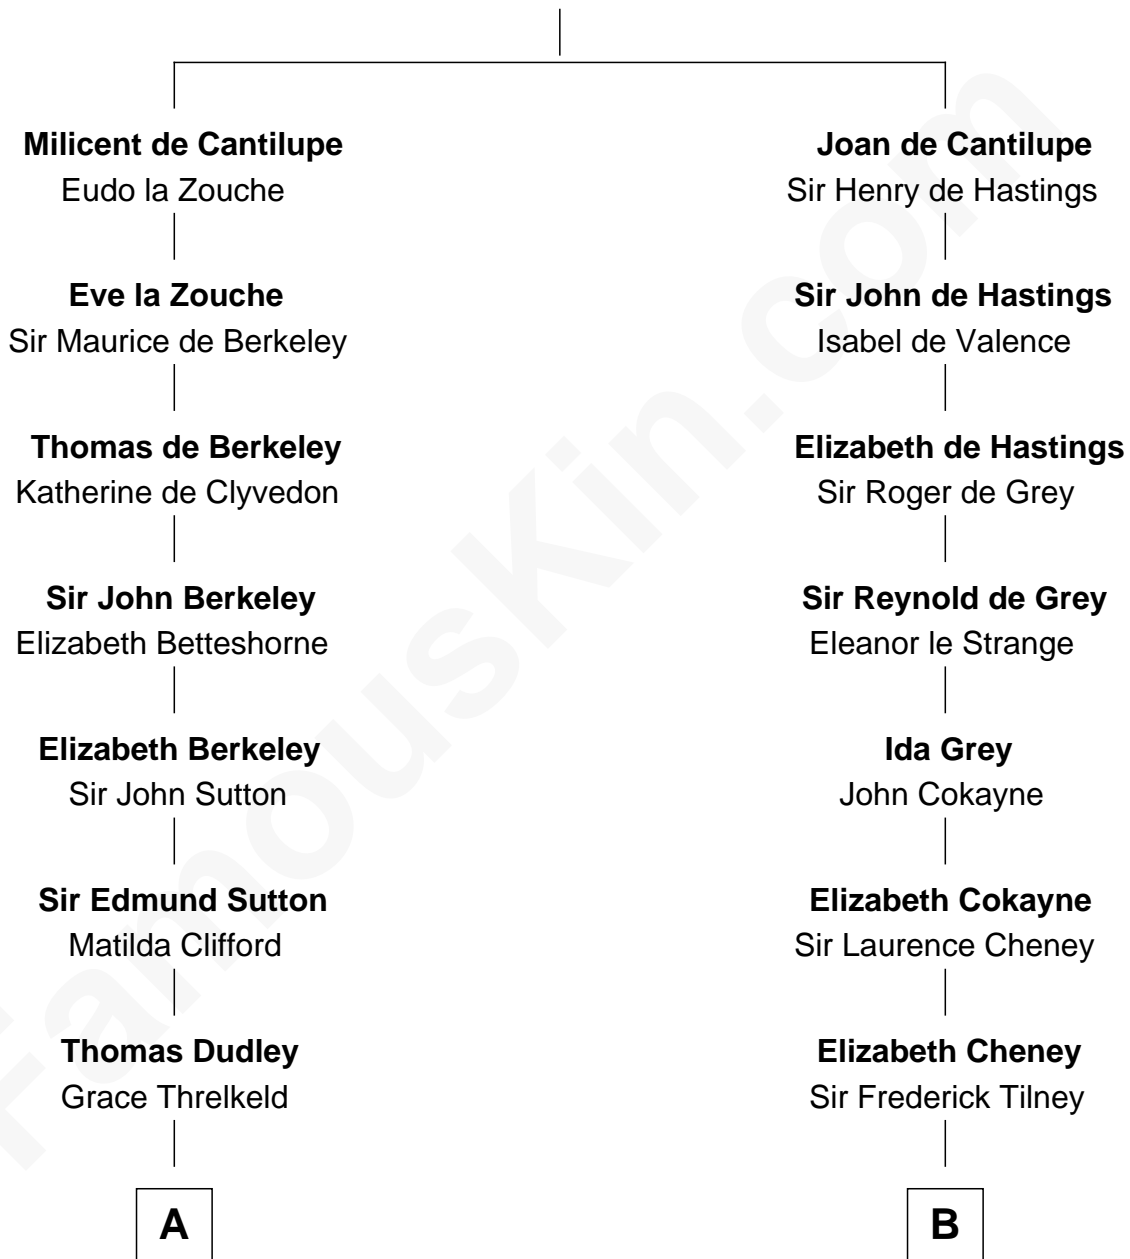 Milicent de Cantilupe
Eudo la Zouche
Eve la Zouche
Sir Maurice de Berkeley
Thomas de Berkeley
Katherine de Clyvedon
Sir John Berkeley
Elizabeth Betteshorne
Elizabeth Berkeley
Sir John Sutton
Sir Edmund Sutton
Matilda Clifford
Thomas Dudley
Grace Threlkeld
A
Joan de Cantilupe
Sir Henry de Hastings
Sir John de Hastings
Isabel de Valence
Elizabeth de Hastings
Sir Roger de Grey
Sir Reynold de Grey
Eleanor le Strange
Ida Grey
John Cokayne
Elizabeth Cokayne
Sir Laurence Cheney
Elizabeth Cheney
Sir Frederick Tilney
B
FamousKin.com